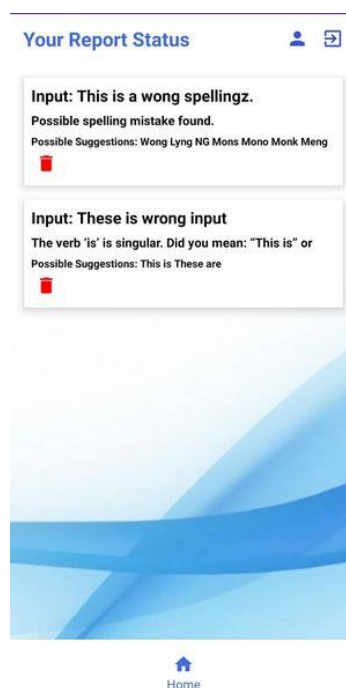 Your Report Status
Input: This is a wong spellingz.
Possible spelling mistake found.
Possible Suggestions: Wong Lyng NG Mons Mono Monk Meng
Input: These is wrong input
The verb ‘is’ is singular. Did you mean: “This is” or
Possible Suggestions: This is These are
Home